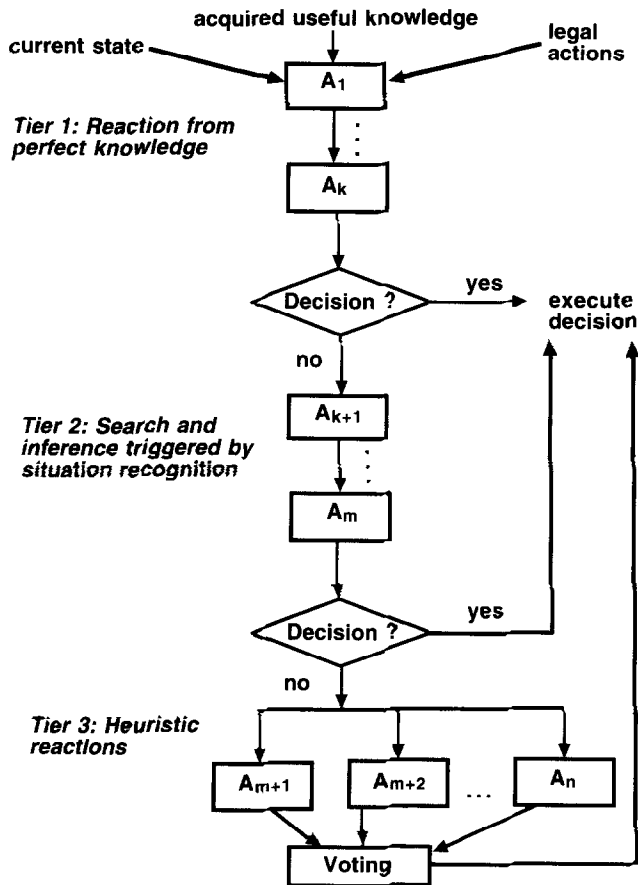 acquired useful knowledge
current state
legal
actions
A1
Tier 1: Reaction from
perfect knowledge
Ak
Decision ?
yes
execute
decision
no
Ak+1
Tier 2: Search and
inference triggered by
situation recognition
Am
Decision ?
yes
no
Tier 3: Heuristic
reactions
Am+1
Am+2
...
An
Voting